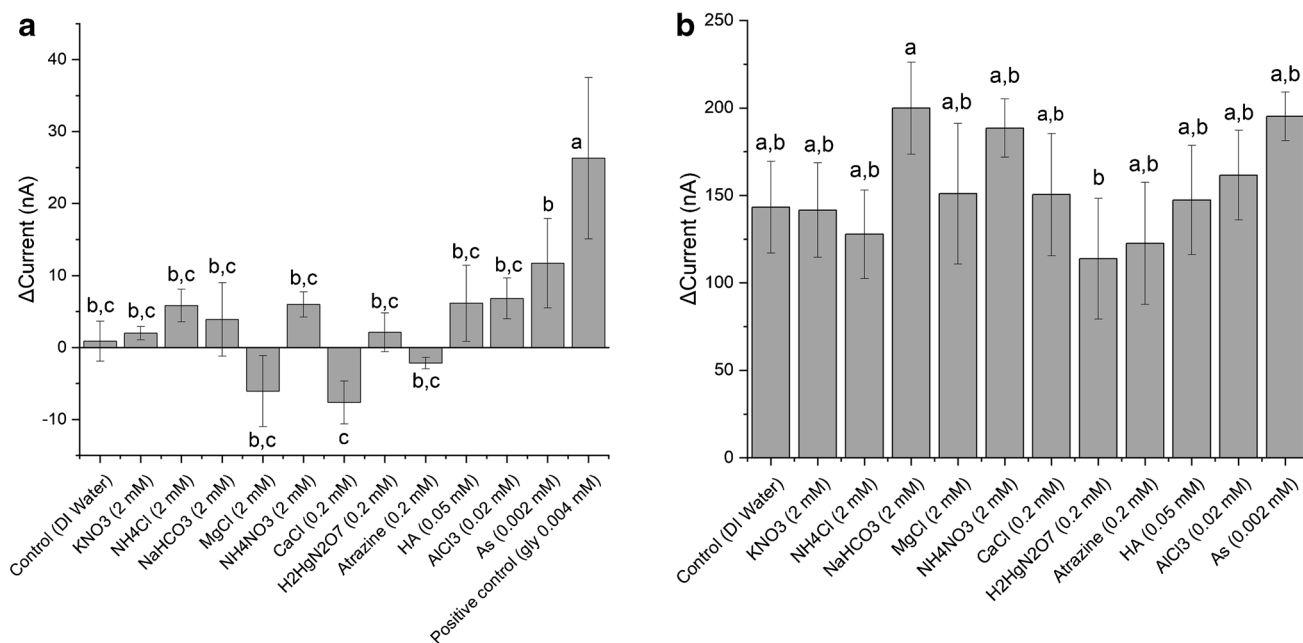 a
ΔCurrent (nA)
40
30
20
10
0
-10
b,c
b,c
b,c
b,c
b,c
b,c
c
b,c
b,c
b,c
b,c
b
a
Control (DI Water)
KNO3 (2 mM)
NH4Cl (2 mM)
NaHCO3 (2 mM)
MgCl (2 mM)
NH4NO3 (2 mM)
CaCl (0.2 mM)
H2HgN2O7 (0.2 mM)
Atrazine (0.2 mM)
HA (0.05 mM)
AlCl3 (0.02 mM)
As (0.002 mM)
Positive control (gly 0.004 mM)
b
ΔCurrent (nA)
250
200
150
100
50
0
a,b
a,b
a,b
a
a,b
a,b
a,b
b
a,b
a,b
a,b
a,b
Control (DI Water)
KNO3 (2 mM)
NH4Cl (2 mM)
NaHCO3 (2 mM)
MgCl (2 mM)
NH4NO3 (2 mM)
CaCl (0.2 mM)
H2HgN2O7 (0.2 mM)
Atrazine (0.2 mM)
HA (0.05 mM)
AlCl3 (0.02 mM)
As (0.002 mM)